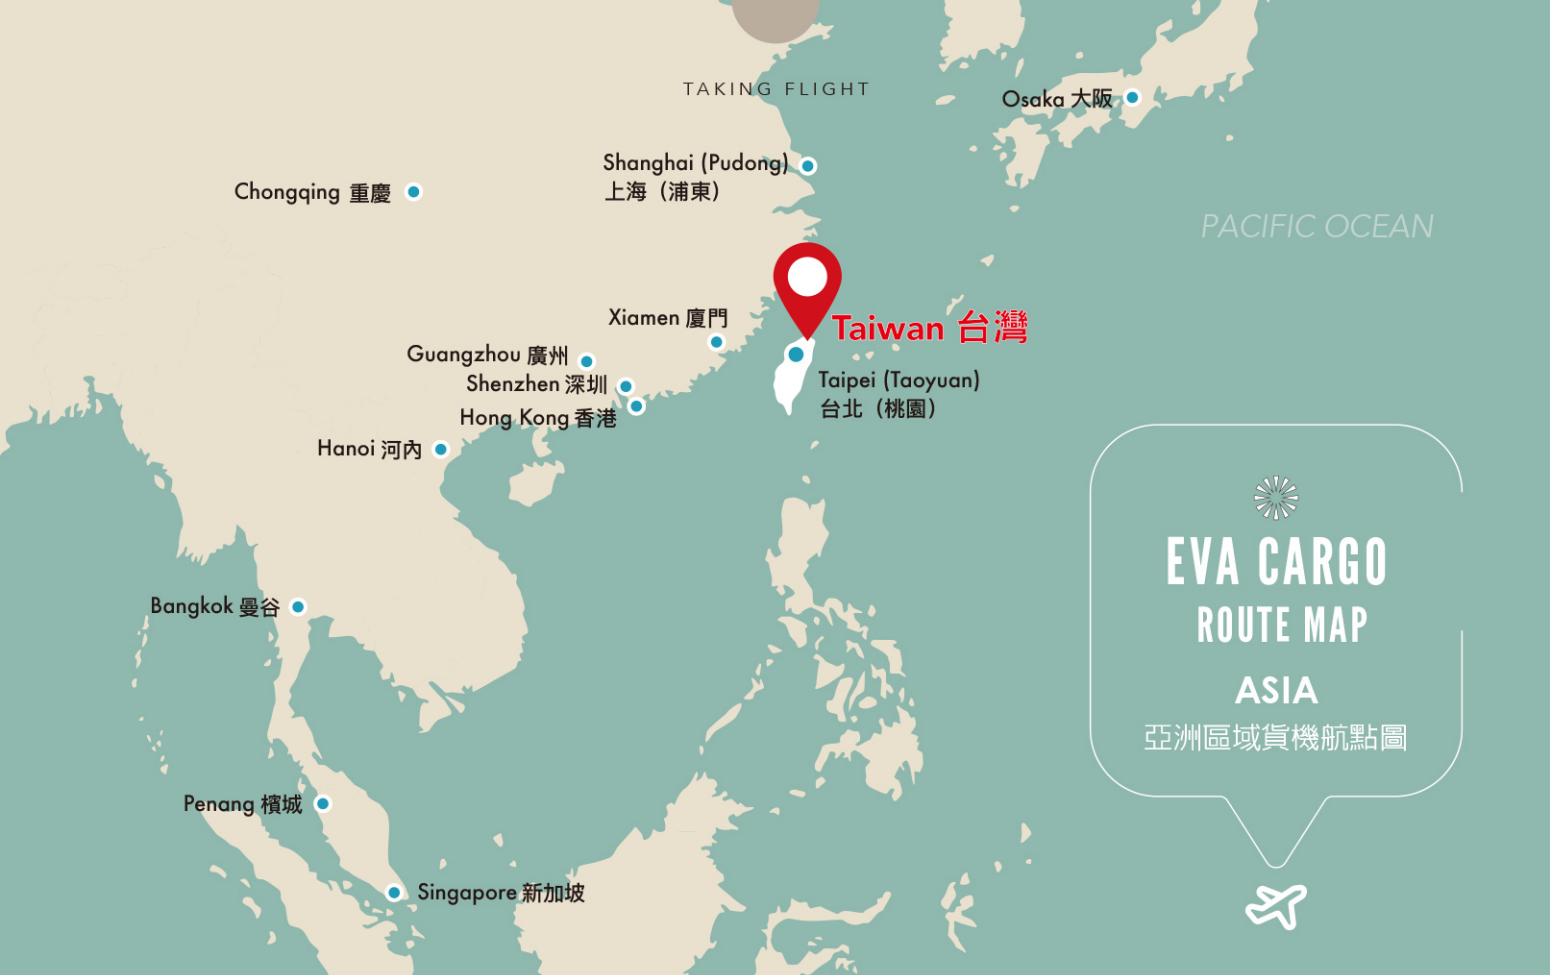 TAKING FLIGHT
Osaka 大阪
Shanghai (Pudong)
上海（浦東）
Chongqing 重慶
PACIFIC OCEAN
Xiamen 廈門
Taiwan 台灣
Guangzhou 廣州
Shenzhen 深圳
Taipei (Taoyuan)
台北（桃園）
Hong Kong 香港
Hanoi 河內
EVA CARGO
ROUTE MAP
ASIA
亞洲區域貨機航點圖
Bangkok 曼谷
Penang 檳城
Singapore 新加坡